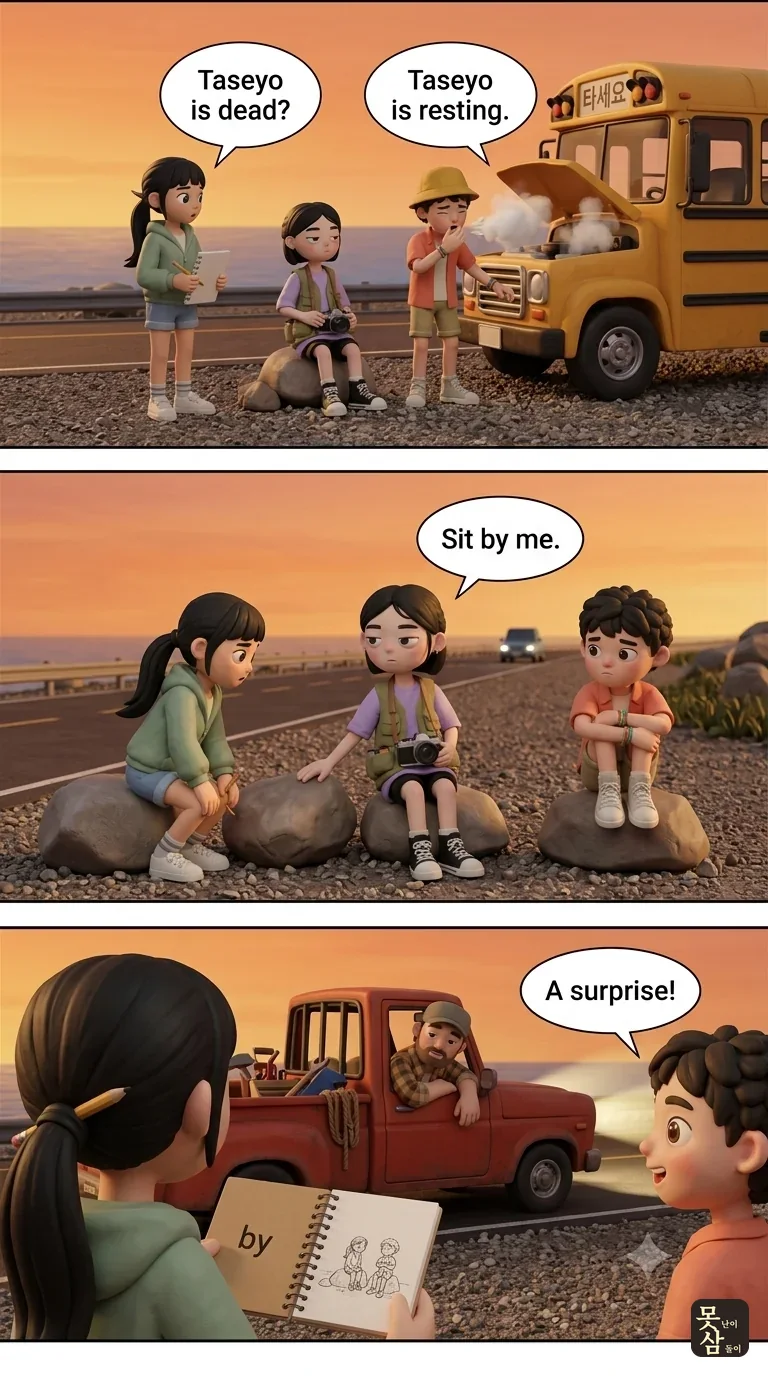 Taseyo
is dead?
Taseyo
is resting.
타세요
Sit by me.
A surprise!
by
못난이
삼돌이